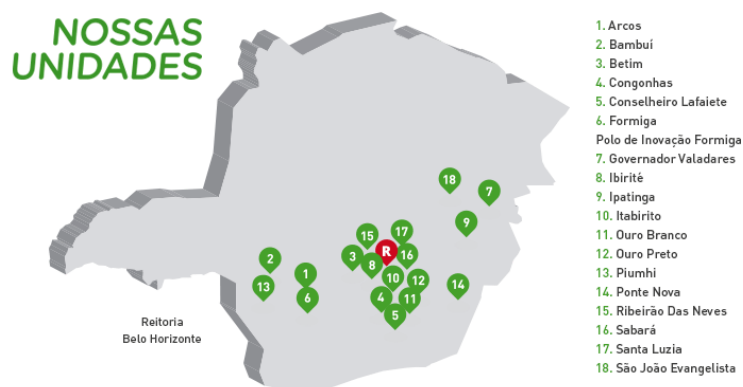 NOSSAS
UNIDADES
1. Arcos
2. Bambuí
3. Betim
4. Congonhas
5. Conselheiro Lafaiete
6. Formiga
Polo de Inovação Formiga
7. Governador Valadares
8. Ibirité
9. Ipatinga
10. Itabirito
11. Ouro Branco
12. Ouro Preto
13. Piumhi
14. Ponte Nova
15. Ribeirão Das Neves
16. Sabará
17. Santa Luzia
18. São João Evangelista
18
7
9
17
15
R
16
3
8
2
1
10
12
13
14
6
4
11
5
Reitoria
Belo Horizonte